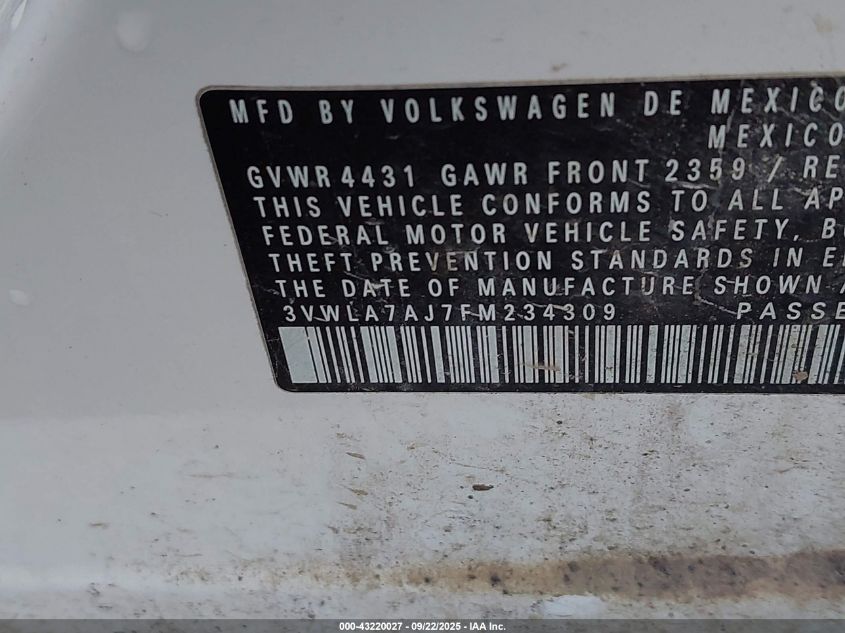 MFD BY VOLKSWAGEN DE MEXICO
MEXICO
GVWR 4431 GAWR FRONT 2359 / RE
THIS VEHICLE CONFORMS TO ALL AP
FEDERAL MOTOR VEHICLE SAFETY, B
THEFT PREVENTION STANDARDS IN E
THE DATE OF MANUFACTURE SHOWN A
3VWLA7AJ7FM234309 PASSE
000-43220027 - 09/22/2025 - IAA Inc.